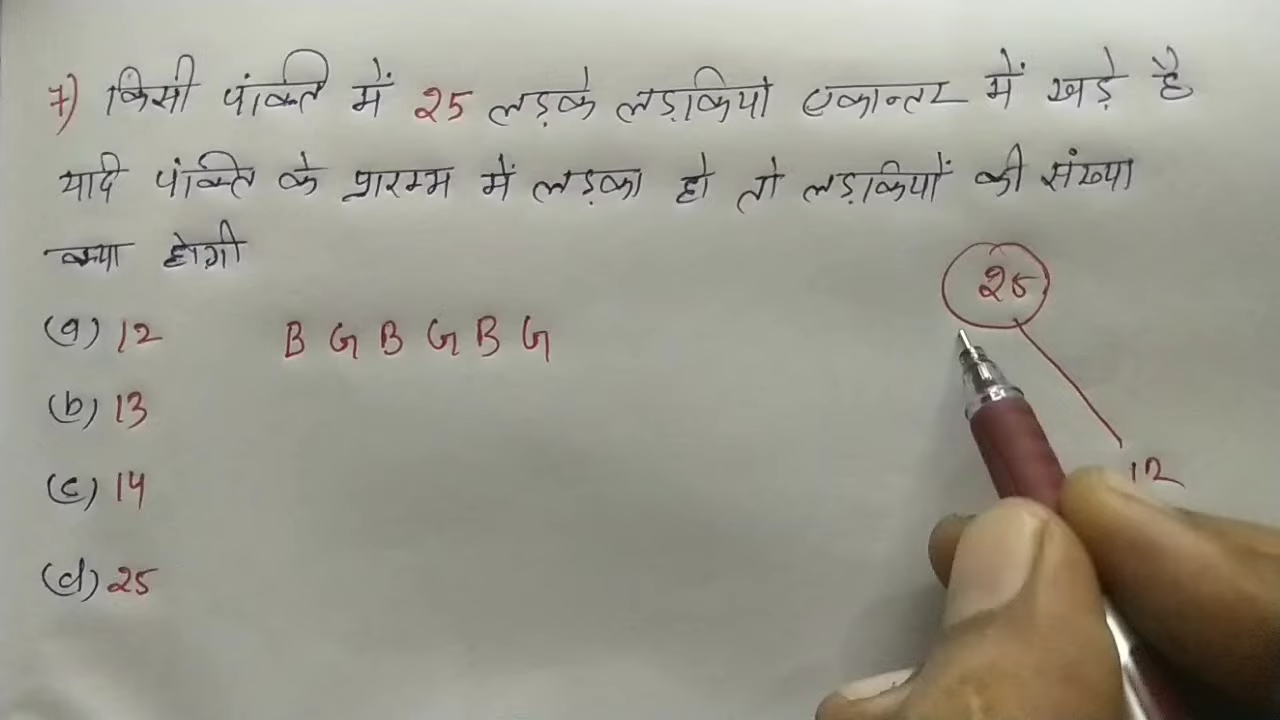 7) किसी पंक्ति में 25 लड़के लड़कियो एकान्तर में खड़े है
यदि पंक्ति के प्रारम्भ में लड़का हो तो लड़कियों की संख्या
क्या होगी
25
(a) 12 B G B G B G
(b) 13
12
(c) 14
(d) 25